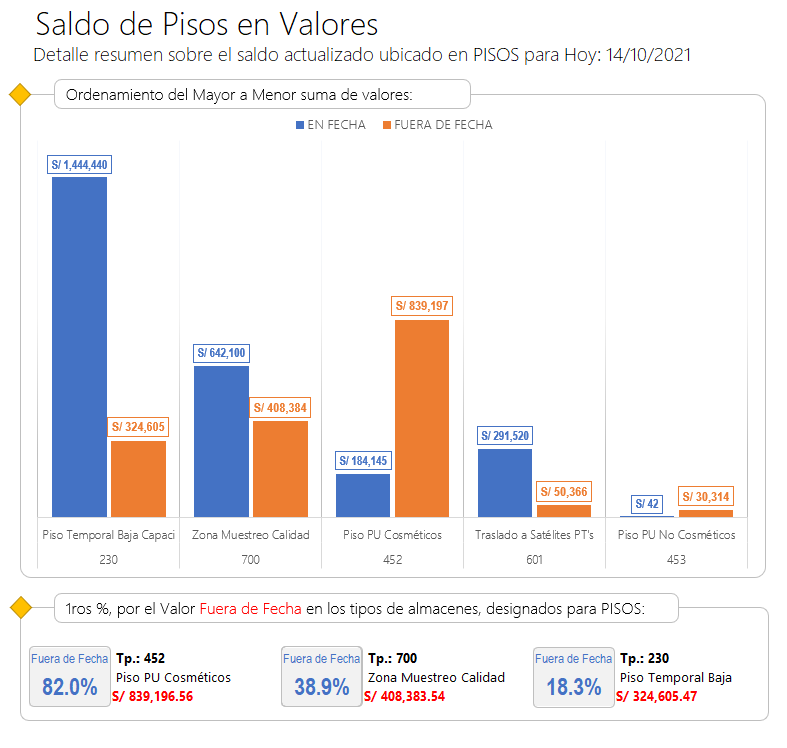 Saldo de Pisos en Valores
Detalle resumen sobre el saldo actualizado ubicado en PISOS para Hoy: 14/10/2021
Ordenamiento del Mayor a Menor suma de valores:
EN FECHA FUERA DE FECHA
S/ 1,444,440
S/ 324,605
S/ 642,100
S/ 408,384
S/ 184,145
S/ 839,197
S/ 291,520
S/ 50,366
S/ 42
S/ 30,314
Piso Temporal Baja Capaci Zona Muestreo Calidad Piso PU Cosméticos Traslado a Satélites PT's Piso PU No Cosméticos
230 700 452 601 453
1ros %, por el Valor Fuera de Fecha en los tipos de almacenes, designados para PISOS:
Fuera de Fecha
82.0%
Tp.: 452
Piso PU Cosméticos
S/ 839,196.56
Fuera de Fecha
38.9%
Tp.: 700
Zona Muestreo Calidad
S/ 408,383.54
Fuera de Fecha
18.3%
Tp.: 230
Piso Temporal Baja
S/ 324,605.47